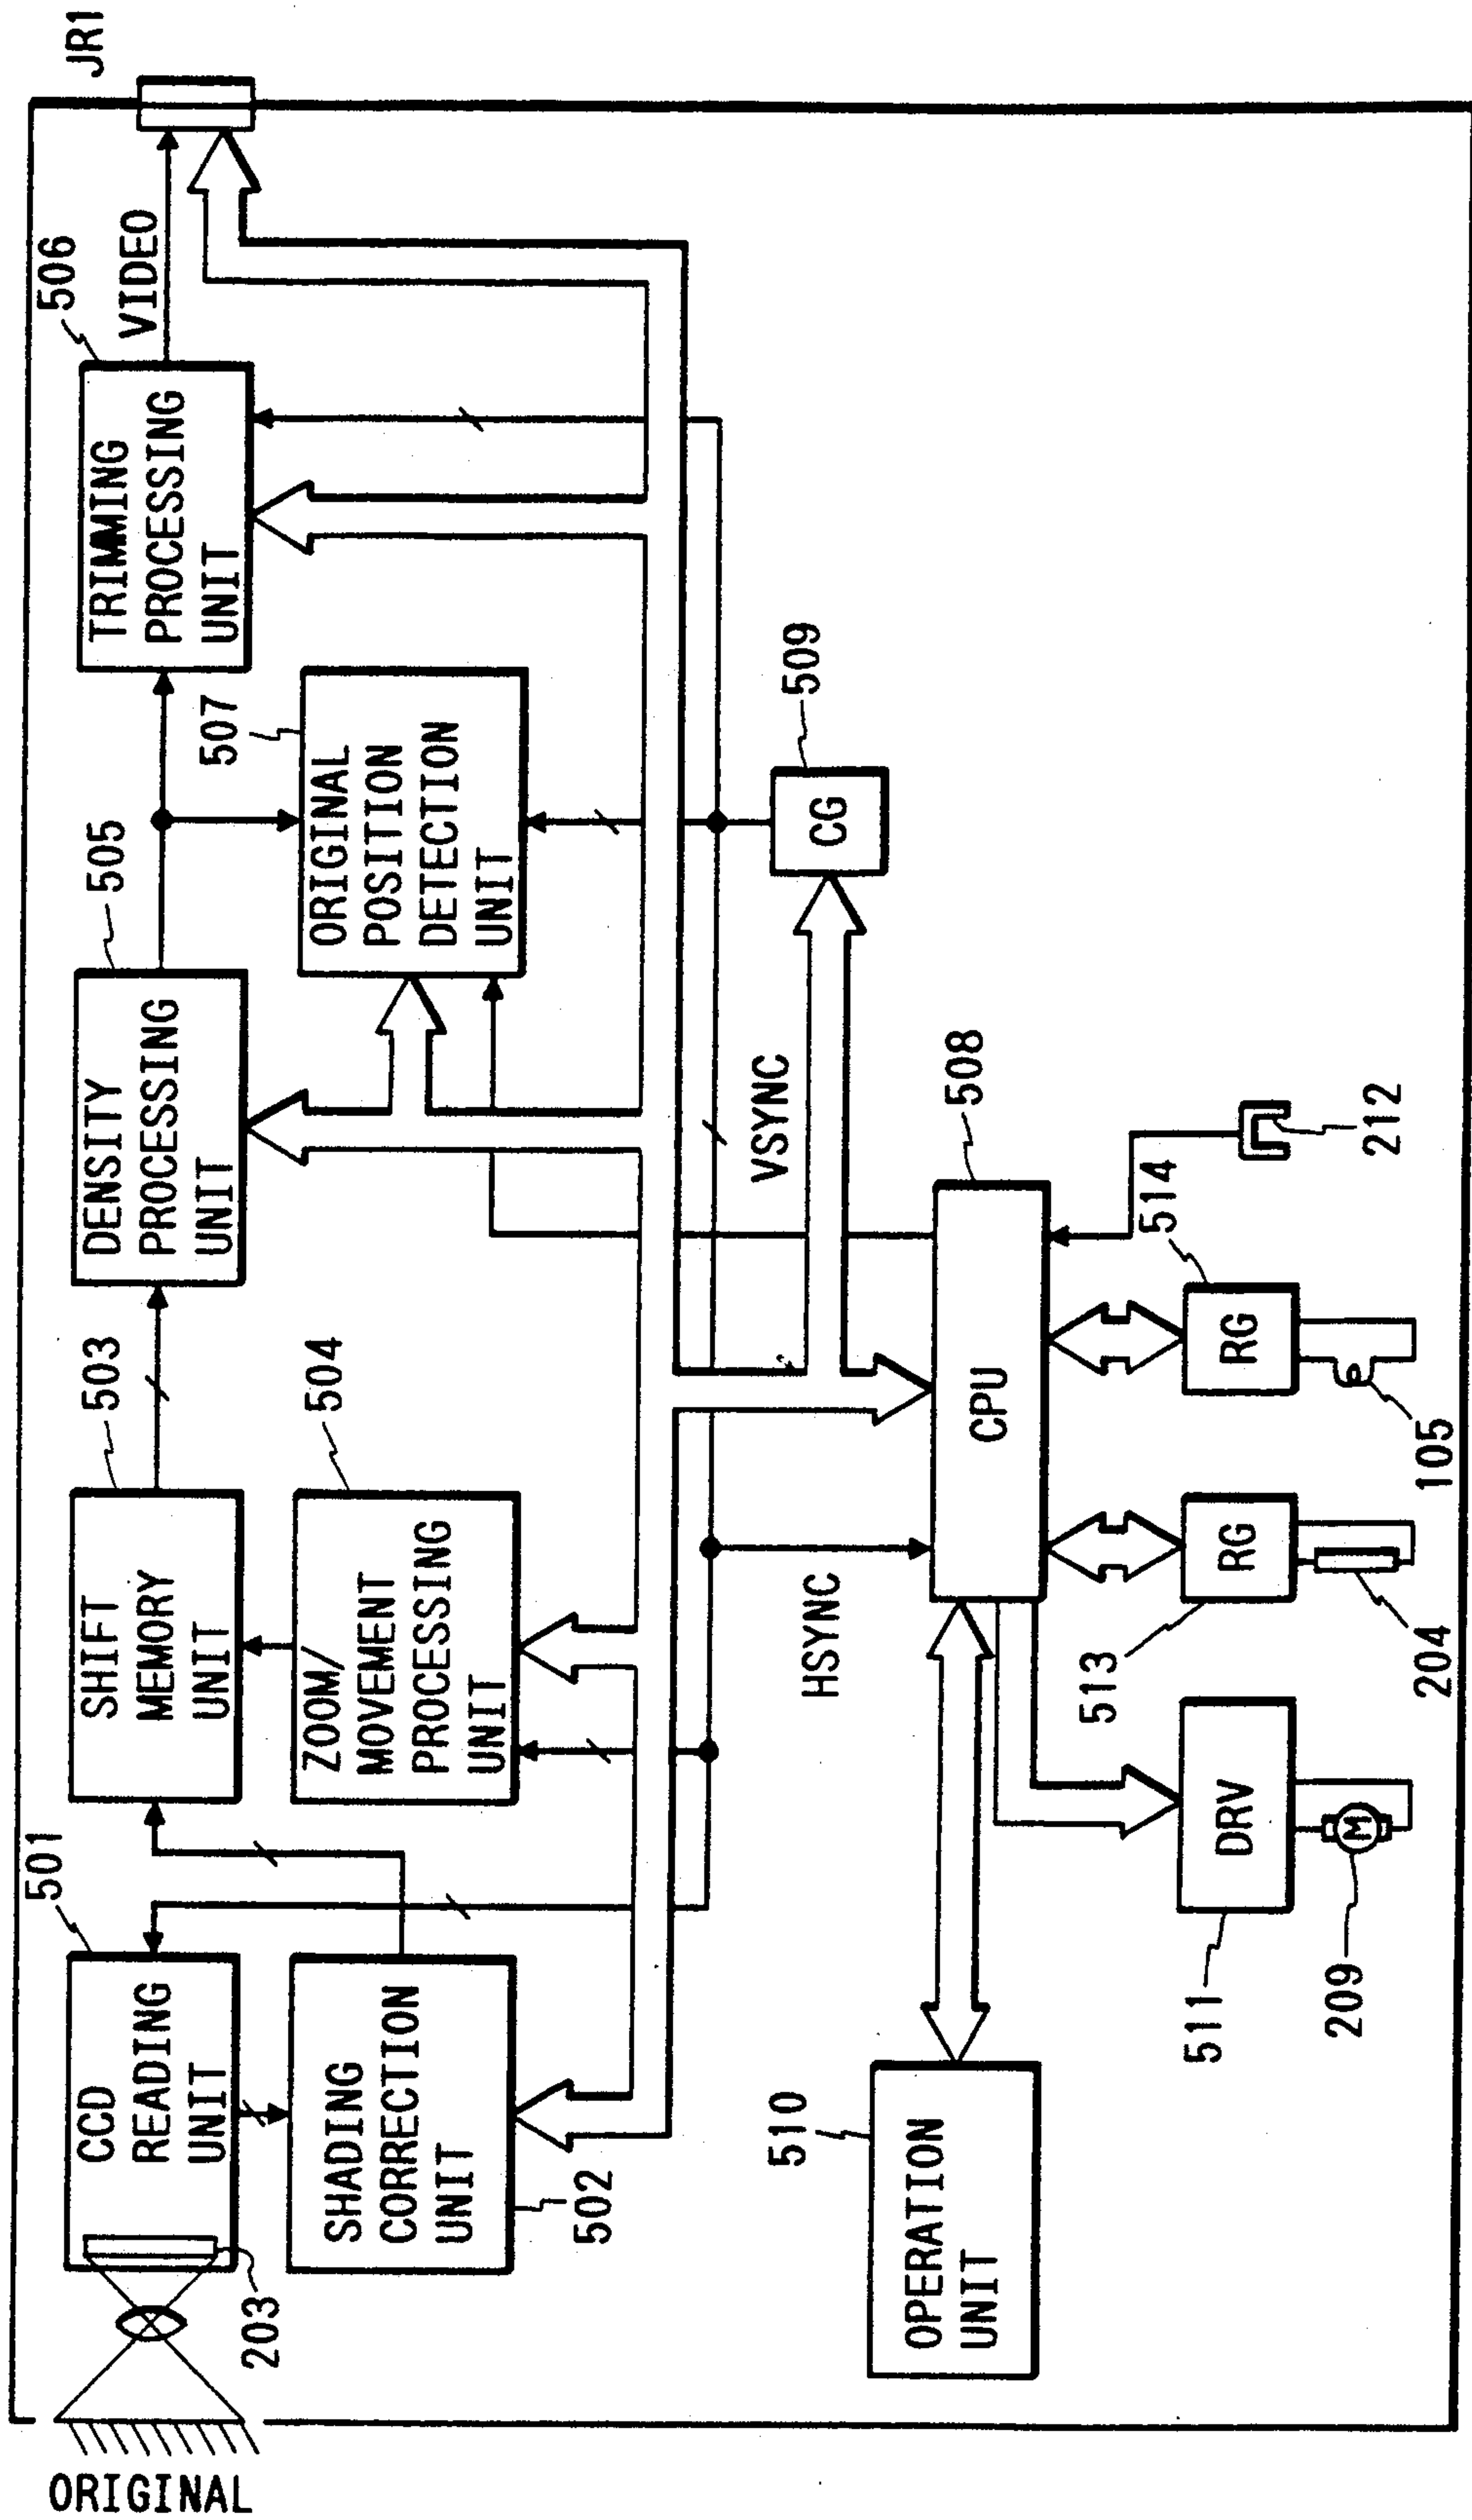 JR1
506
VIDEO
TRIMMING
PROCESSING
UNIT
507
ORIGINAL
POSITION
DETECTION
UNIT
505
DENSITY
PROCESSING
UNIT
503
504
SHIFT
MEMORY
UNIT
ZOOM/
MOVEMENT
PROCESSING
UNIT
501
CCD
READING
UNIT
SHADING
CORRECTION
UNIT
502
203
ORIGINAL
509
CG
VSYNC
HSYNC
508
CPU
212
514
RG
105
RG
513
204
DRV
M
511
209
510
OPERATION
UNIT